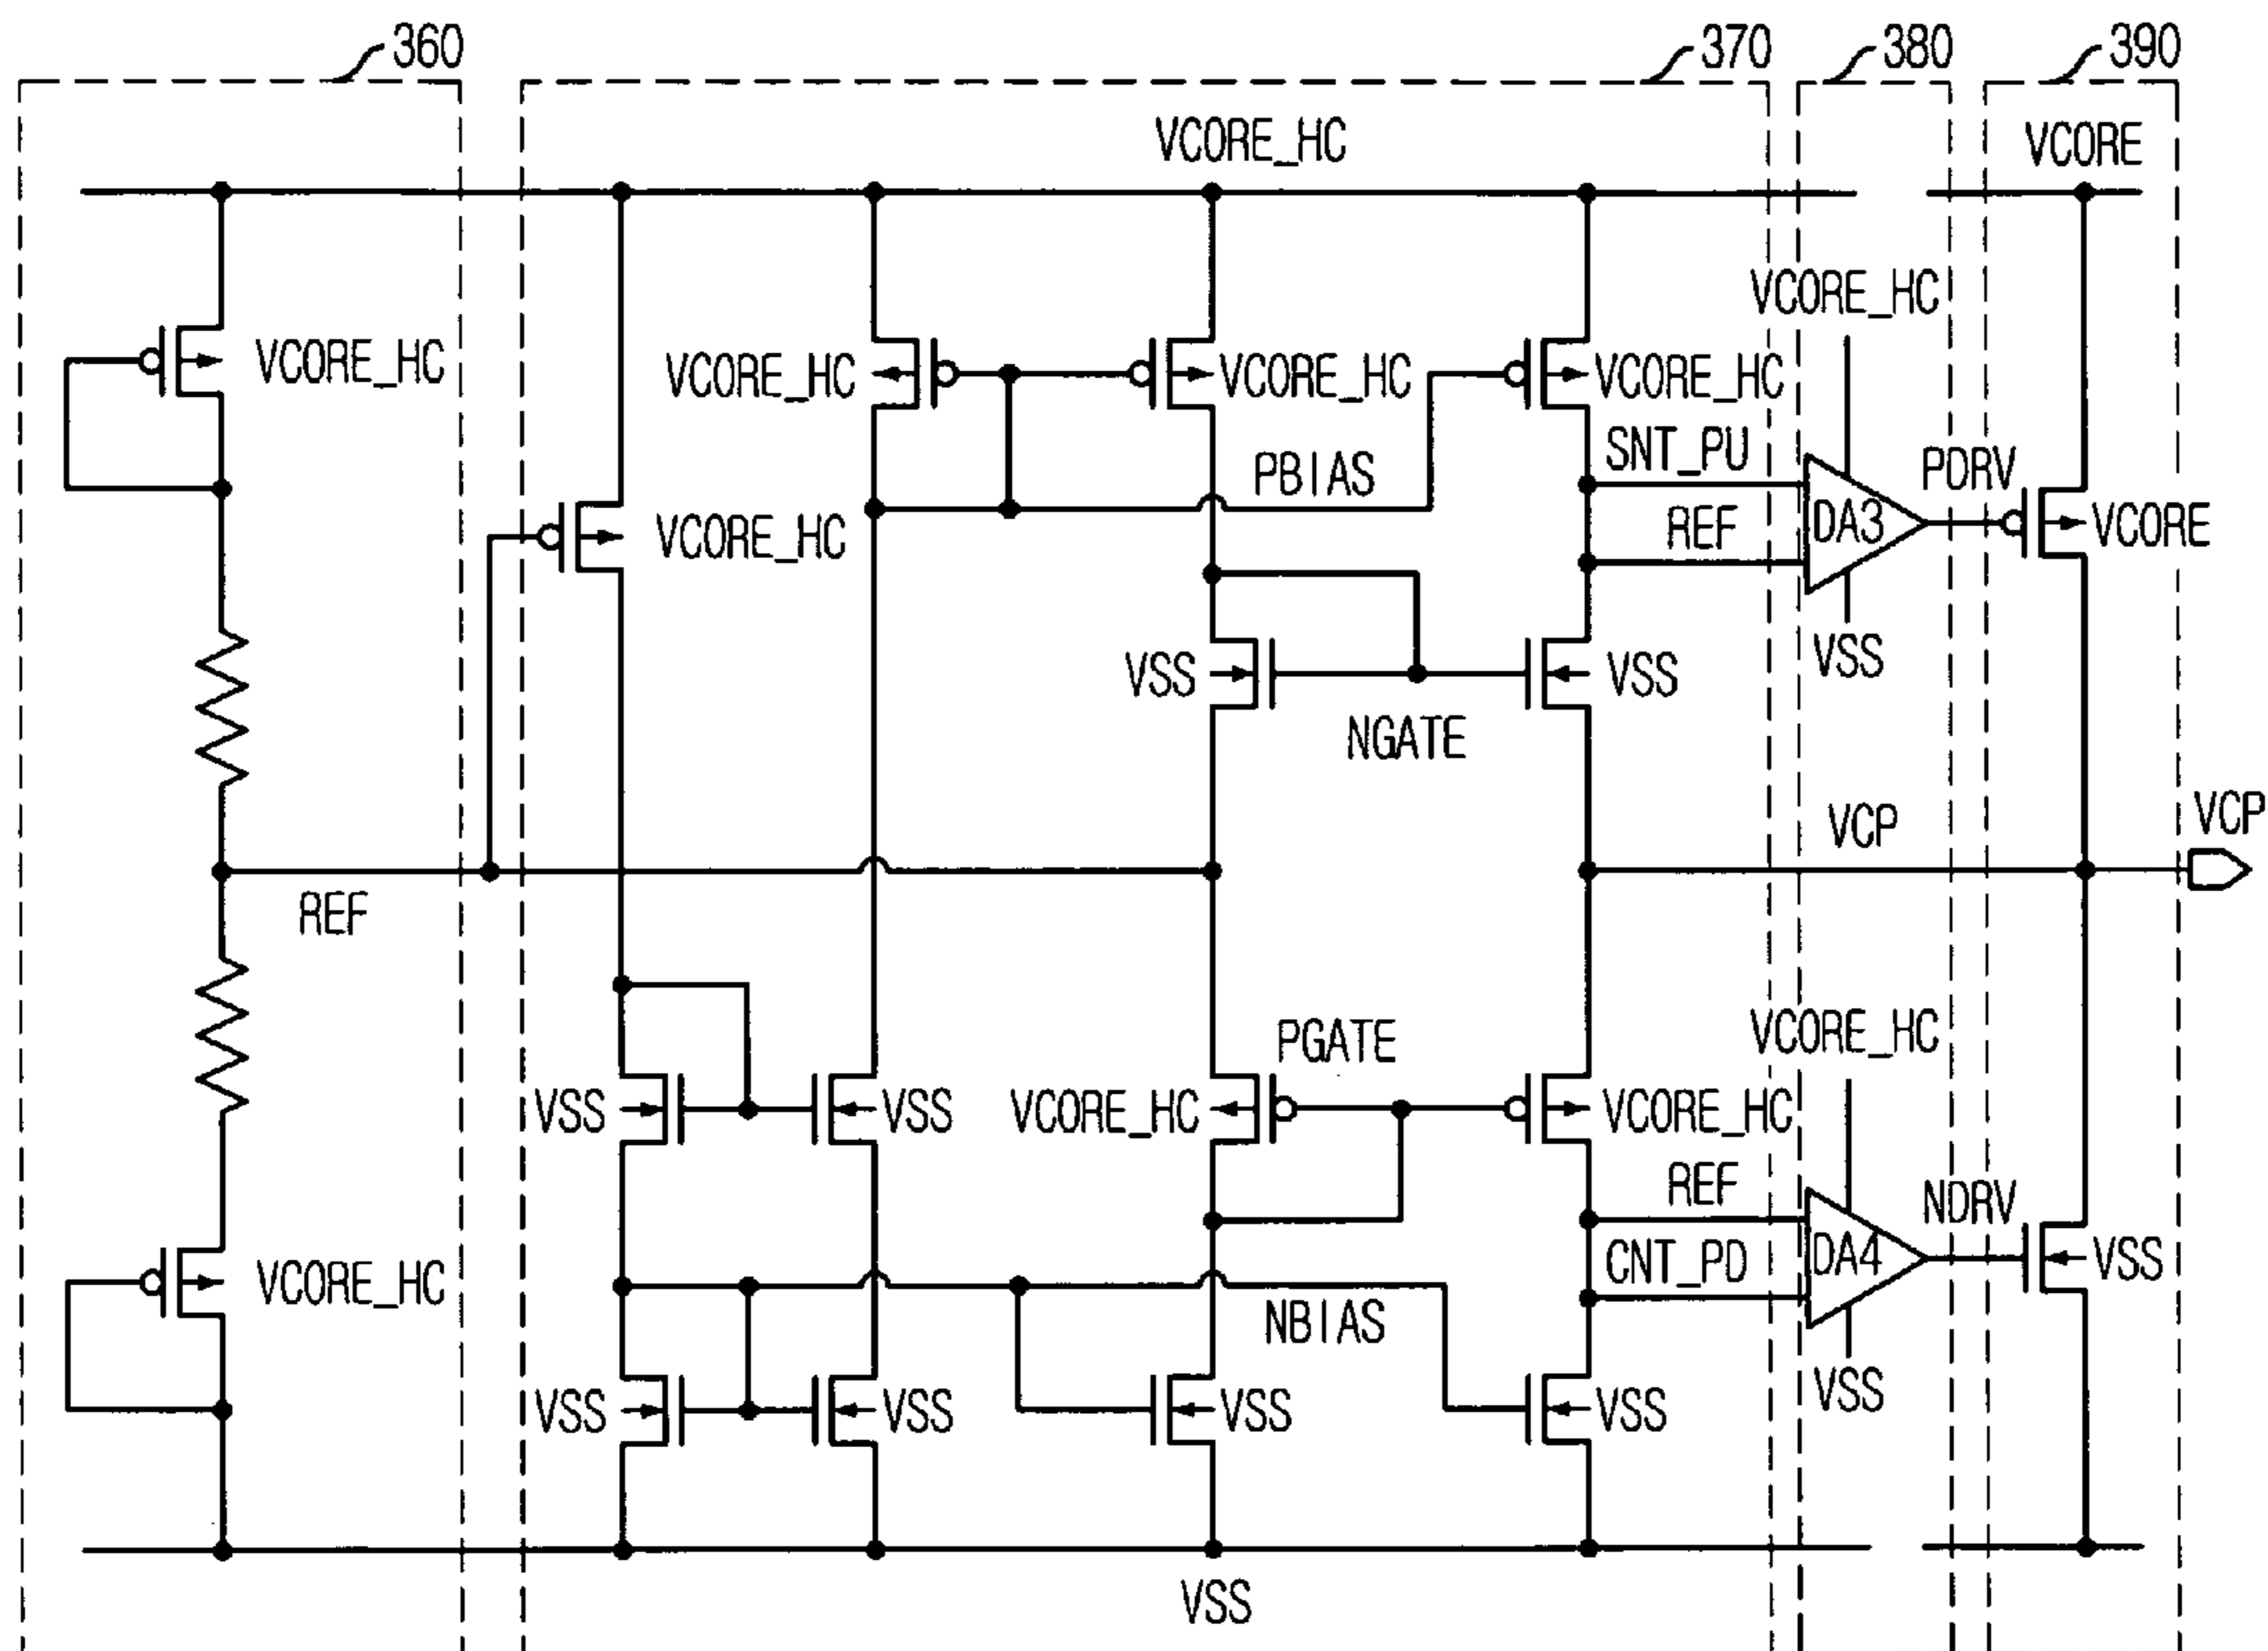 360
370
380
390
VCORE_HC
VCORE
VCORE_HC
VCORE_HC
VCORE_HC
VCORE_HC
VCORE_HC
SNT_PU
PBIAS
PDRV
REF
DA3
VCORE
VCORE_HC
VSS
VSS
VSS
NGATE
VCP
VCP
REF
PGATE
VCORE_HC
VSS
VSS
VCORE_HC
VCORE_HC
REF
NDRV
VCORE_HC
CNT_PD
DA4
VSS
NBIAS
VSS
VSS
VSS
VSS
VSS
VSS